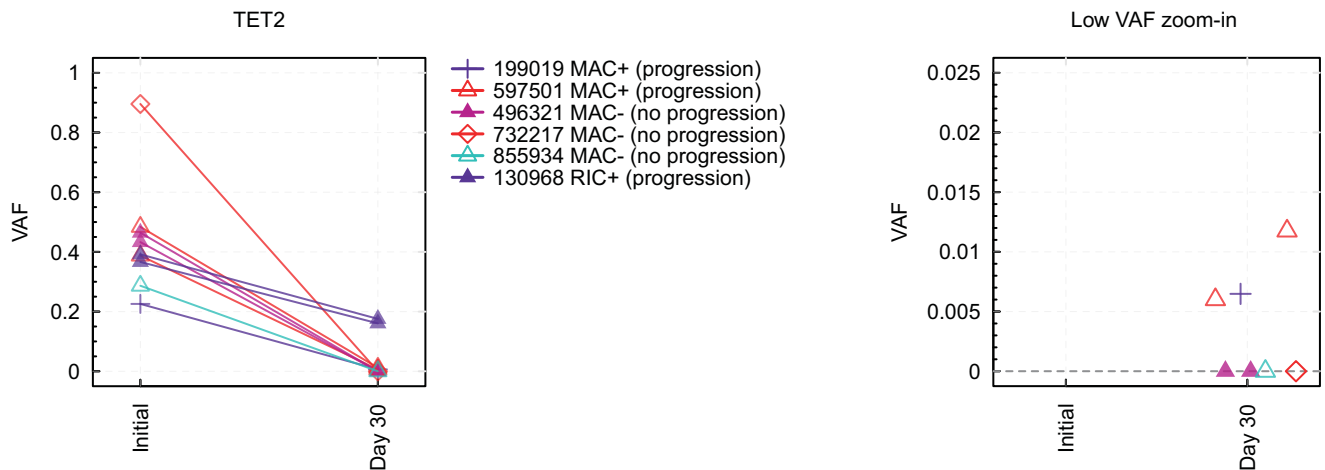 TET2
VAF
1
0.8
0.6
0.4
0.2
0
Initial
Day 30
199019 MAC+ (progression)
597501 MAC+ (progression)
496321 MAC- (no progression)
732217 MAC- (no progression)
855934 MAC- (no progression)
130968 RIC+ (progression)
Low VAF zoom-in
VAF
0.025
0.02
0.015
0.01
0.005
0
Initial
Day 30